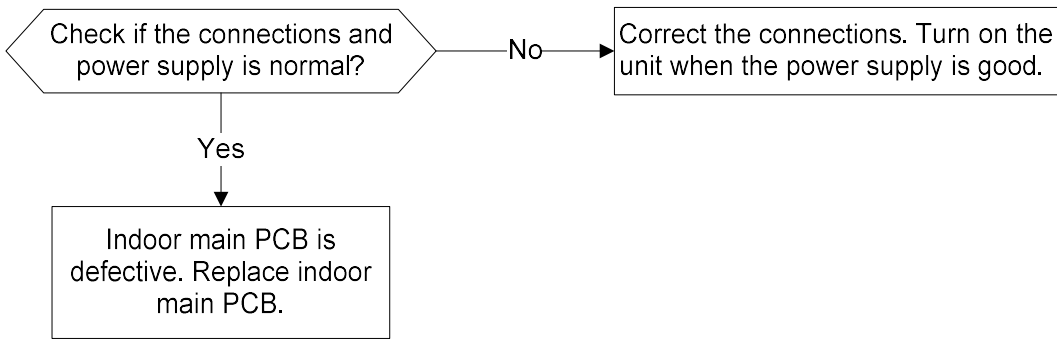 Check if the connections and
power supply is normal?
No
Correct the connections. Turn on the
unit when the power supply is good.
Yes
Indoor main PCB is
defective. Replace indoor
main PCB.